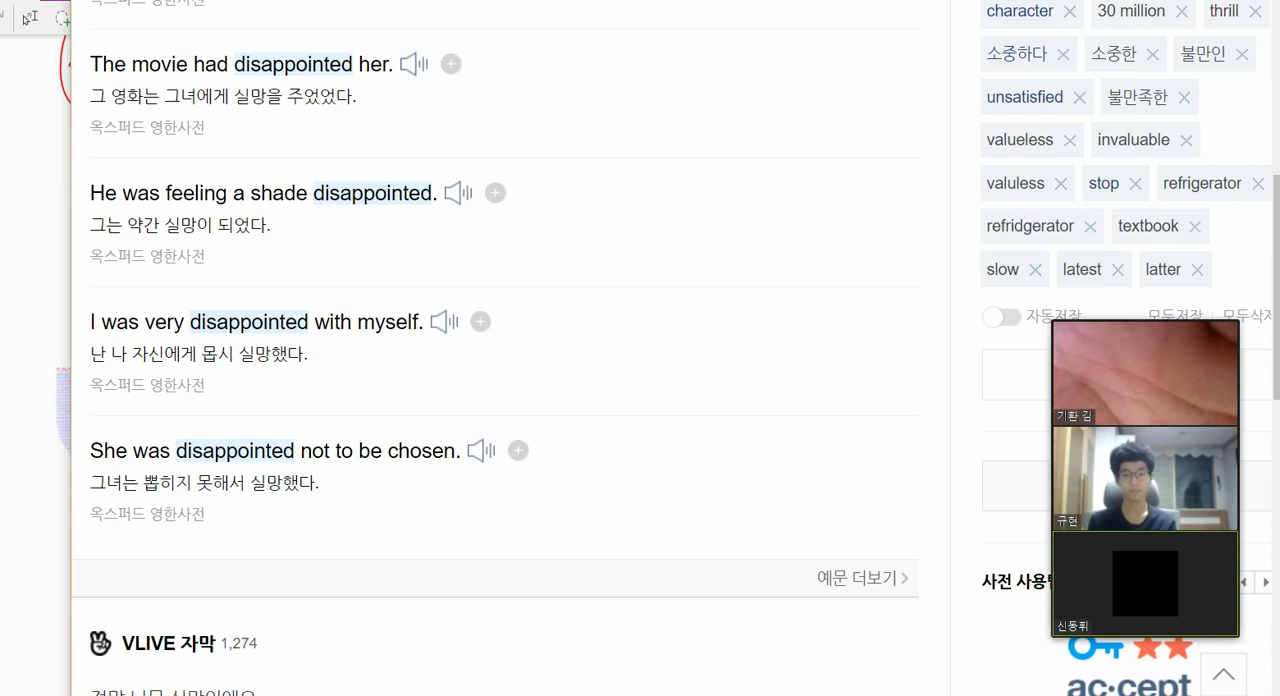 The movie had disappointed her.
그 영화는 그녀에게 실망을 주었었다.
옥스퍼드 영한사전
He was feeling a shade disappointed.
그는 약간 실망이 되었다.
옥스퍼드 영한사전
I was very disappointed with myself.
난 나 자신에게 몹시 실망했다.
옥스퍼드 영한사전
She was disappointed not to be chosen.
그녀는 뽑히지 못해서 실망했다.
옥스퍼드 영한사전
예문 더보기
VLIVE 자막 1,274
character 30 million thrill
소중하다 소중한 불만인
unsatisfied 불만족한
valueless invaluable
valuless stop refrigerator
refridgerator textbook
slow latest latter
자동저장 모두저장 모두삭제
기환 김
규현
신동휘
사전 사용
ac·cept